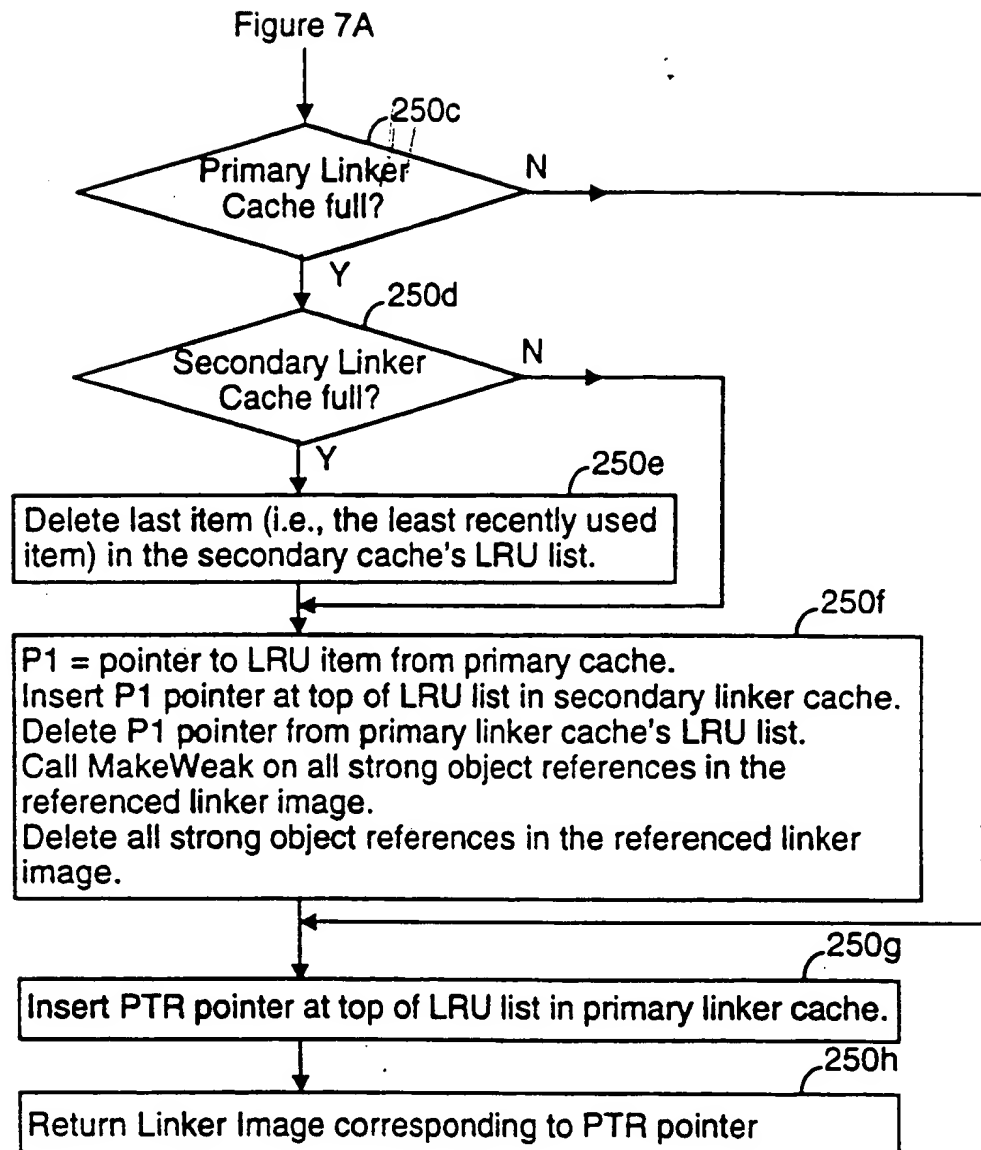 Figure 7A
250c
Primary Linker
Cache full?
N
Y
250d
Secondary Linker
Cache full?
N
Y
250e
Delete last item (i.e., the least recently used
item) in the secondary cache's LRU list.
250f
P1 = pointer to LRU item from primary cache.
Insert P1 pointer at top of LRU list in secondary linker cache.
Delete P1 pointer from primary linker cache's LRU list.
Call MakeWeak on all strong object references in the
referenced linker image.
Delete all strong object references in the referenced linker
image.
250g
Insert PTR pointer at top of LRU list in primary linker cache.
250h
Return Linker Image corresponding to PTR pointer